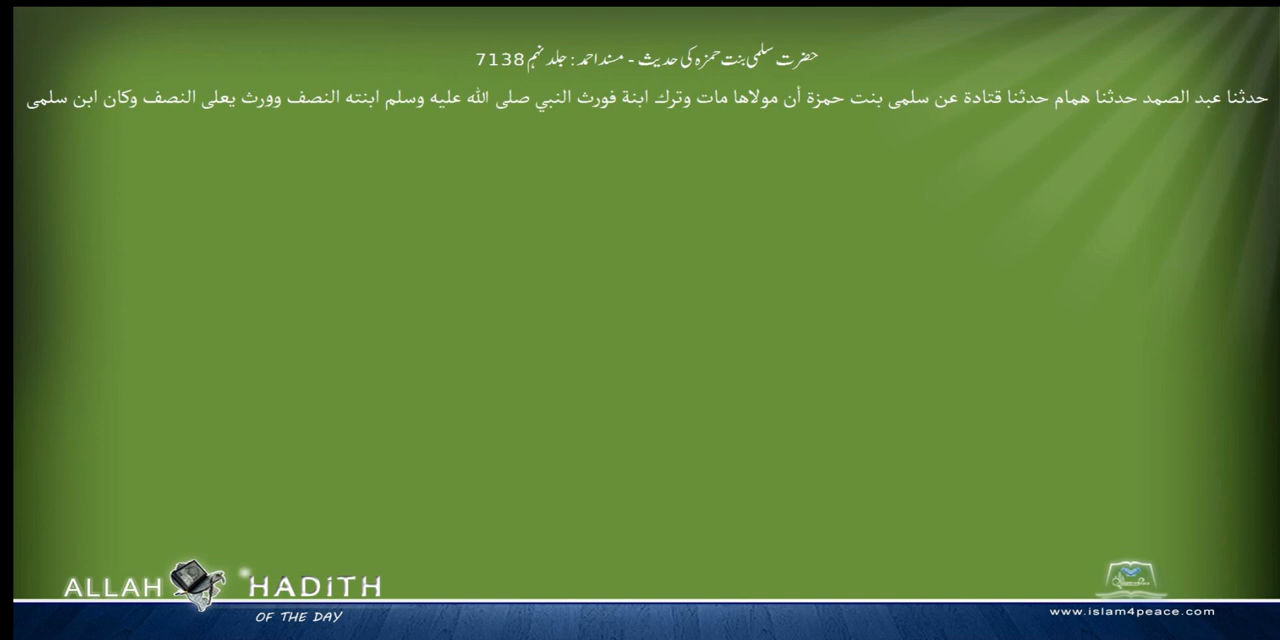 حضرت سلمی بنت حمزہ کی حدیث - مسند احمد : جلد نہم 7138
حدثنا عبد الصمد حدثنا همام حدثنا قتادة عن سلمى بنت حمزة أن مولاها مات وترك ابنة فورث النبي صلى الله عليه وسلم ابنته النصف وورث يعلى النصف وكان ابن سلمى
ALLAH HADITH
OF THE DAY
www.islam4peace.com